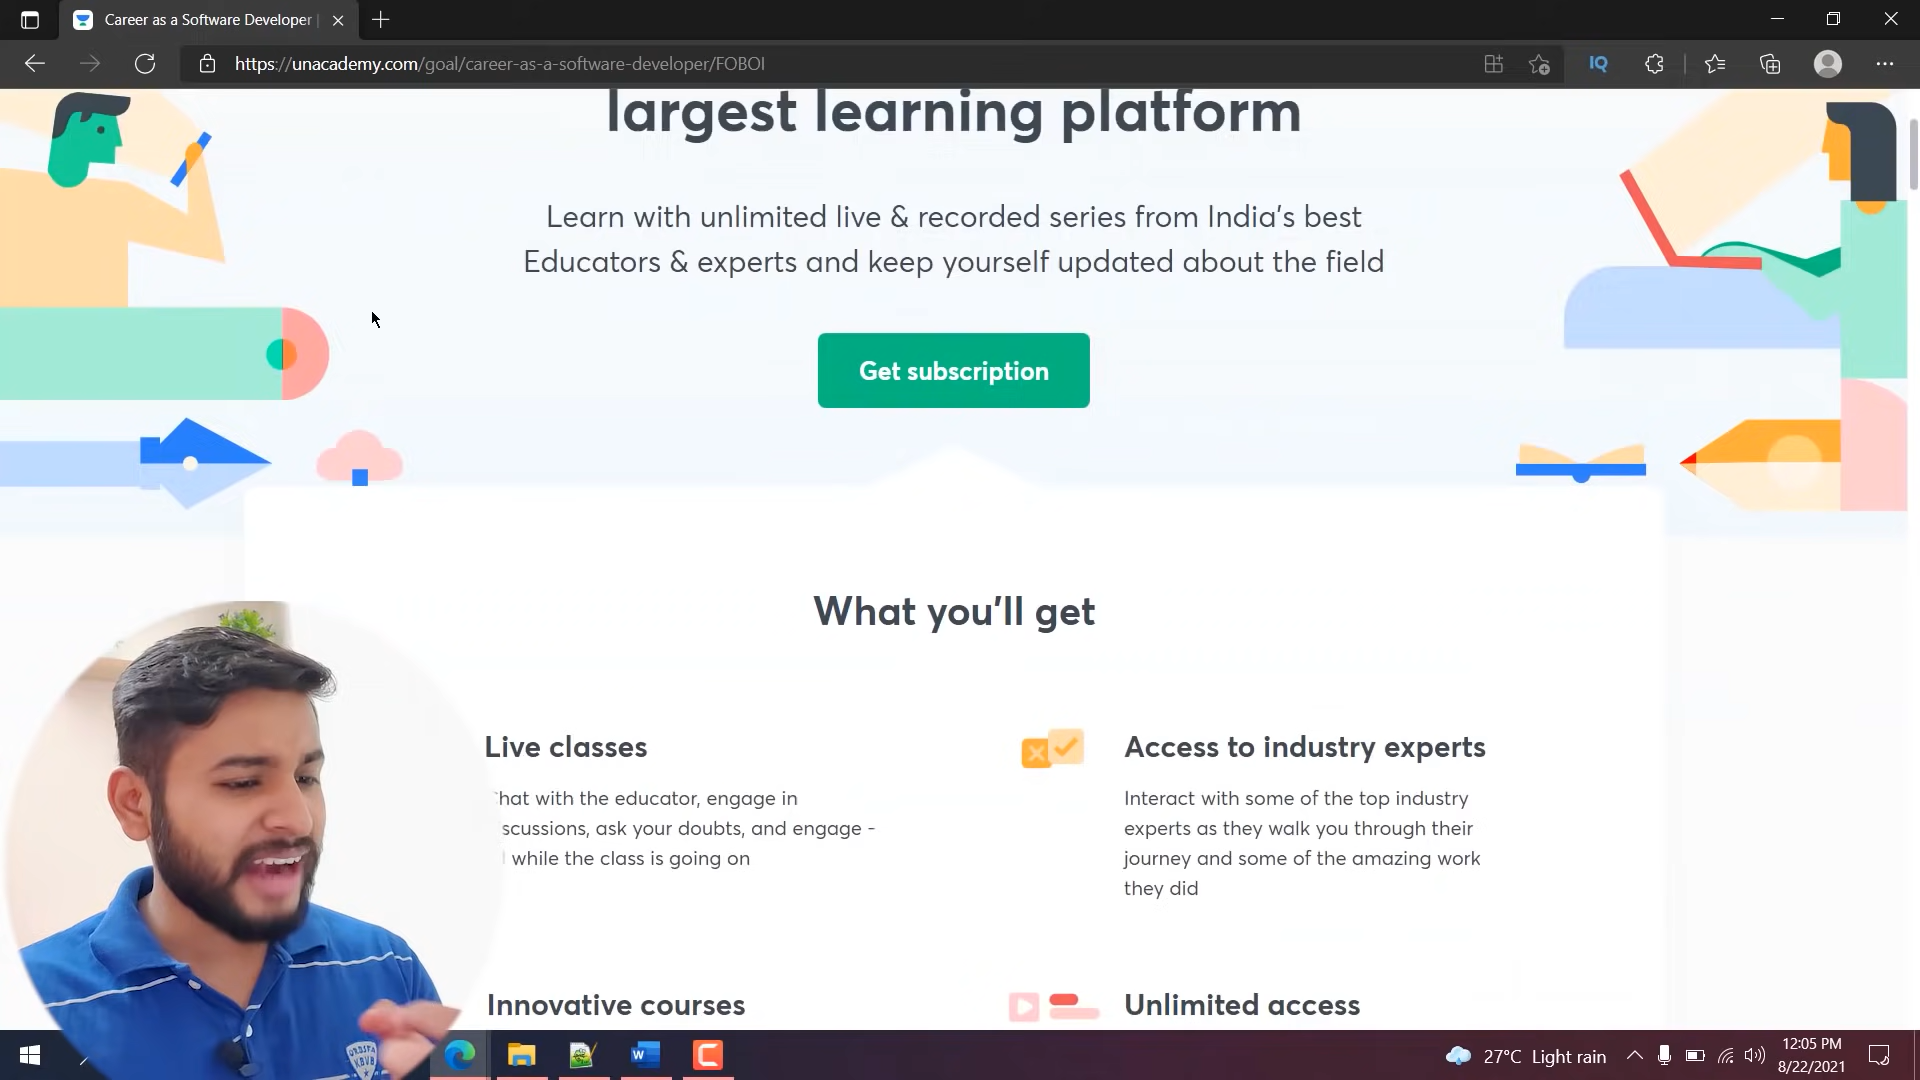 Career as a Software Developer |
https://unacademy.com/goal/career-as-a-software-developer/FOBOI
IQ
largest learning platform
Learn with unlimited live & recorded series from India's best
Educators & experts and keep yourself updated about the field
Get subscription
What you'll get
Live classes
hat with the educator, engage in
scussions, ask your doubts, and engage -
while the class is going on
Access to industry experts
Interact with some of the top industry
experts as they walk you through their
journey and some of the amazing work
they did
Innovative courses
Unlimited access
27°C Light rain
12:05 PM
8/22/2021